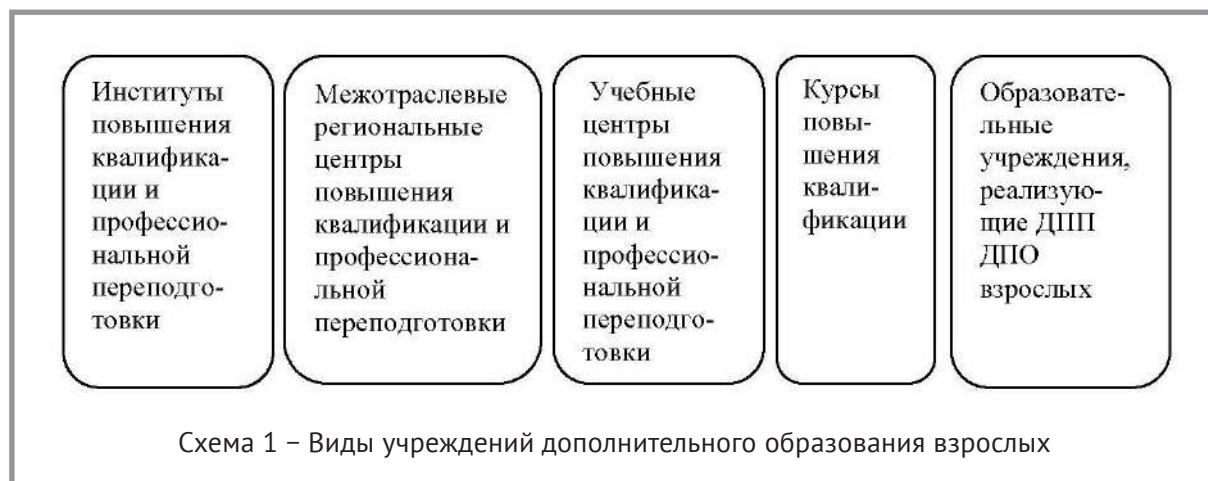 Институты
повышения
квалифика-
ции и
профессио-
нальной
переподго-
товки
Межотраслевые
региональные
центры
повышения
квалификации и
профессиона-
льной
переподготовки
Учебные
центры
повышения
квалифика-
ции и
профессио-
нальной
переподго-
товки
Курсы
повы-
шения
квали-
фикации
Образовате-
льные
учреждения,
реализую-
щие ДПП
ДПО
взрослых
Схема 1 – Виды учреждений дополнительного образования взрослых